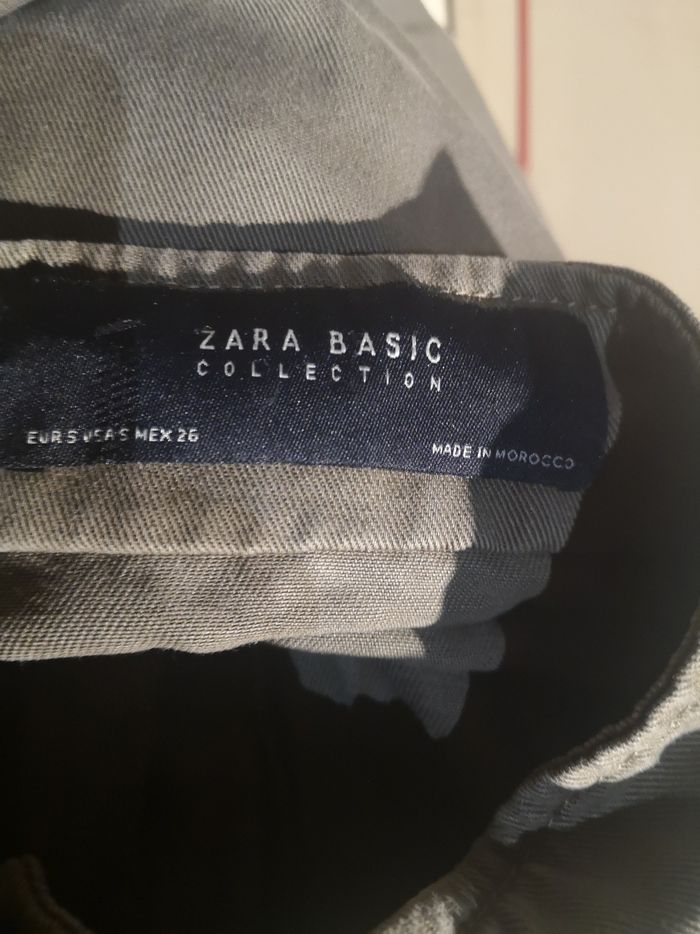 ZARA BASIC
COLLECTION
EUR S USA S MEX 26
MADE IN MOROCCO